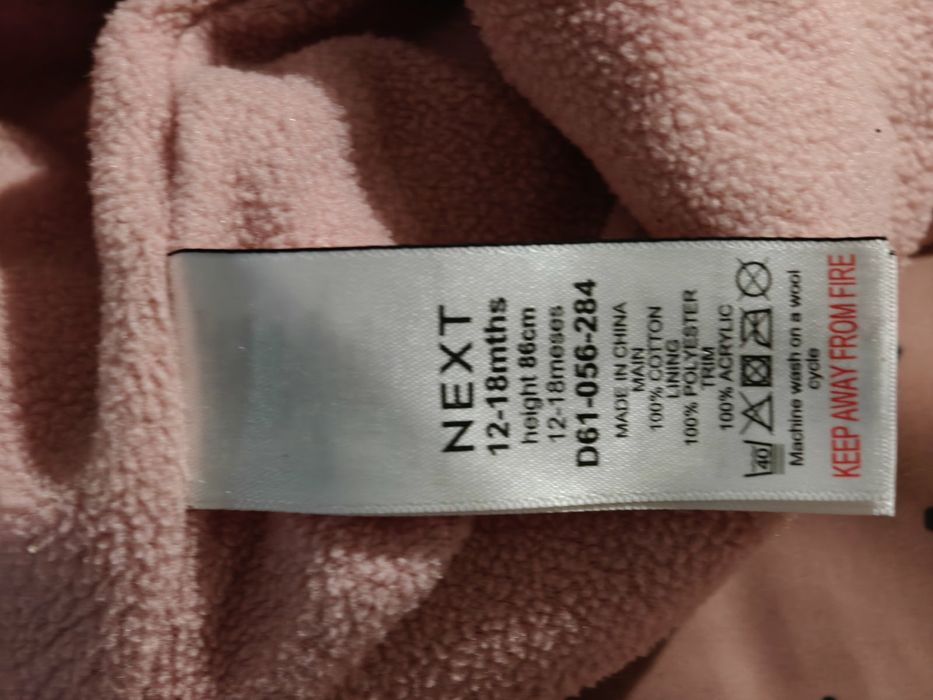 NEXT
12-18mths
height 86cm
12-18meses
D61-056-284
MADE IN CHINA
MAIN
100% COTTON
LINING
100% POLYESTER
TRIM
100% ACRYLIC
40
Machine wash on a wool
cycle
KEEP AWAY FROM FIRE